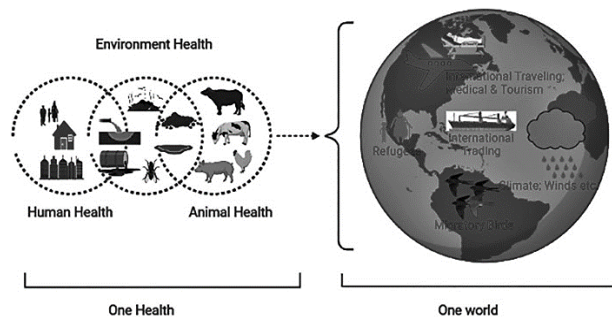 Environment Health
Human Health
Animal Health
One Health
International Traveling;
Medical & Tourism
Refugees
International
Trading
Climate; Winds etc.
Migratory Birds
One world